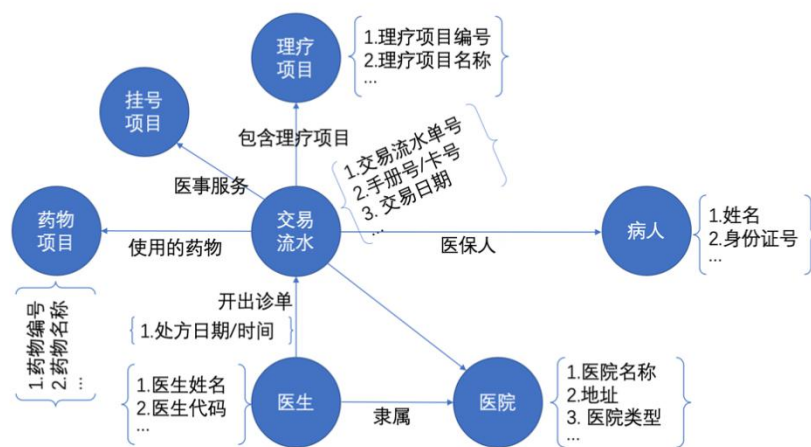 理疗
项目
1.理疗项目编号
2.理疗项目名称
...
挂号
项目
包含理疗项目
1.交易流水单号
2.手册号/卡号
3. 交易日期
...
医事服务
药物
项目
使用的药物
交易
流水
医保人
病人
1.姓名
2.身份证号
...
开出诊单
1.处方日期/时间
1.药物编号
2.药物名称
...
1.医生姓名
2.医生代码
...
医生
隶属
医院
1.医院名称
2.地址
3. 医院类型
...